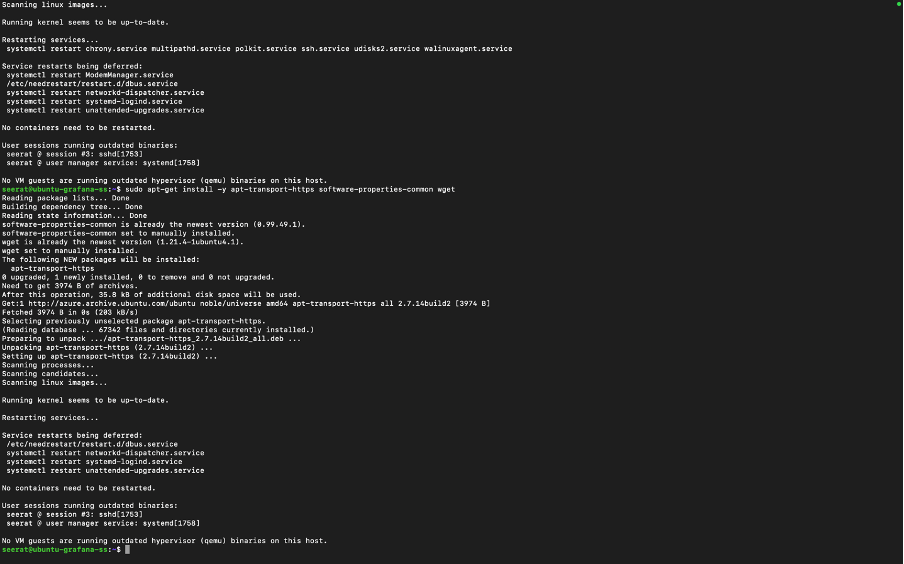 Scanning linux images...
Running kernel seems to be up-to-date.
Restarting services...
systemctl restart chrony.service multipathd.service polkit.service ssh.service udisks2.service walinuxagent.service
Service restarts being deferred:
systemctl restart ModemManager.service
/etc/needrestart/restart.d/dbus.service
systemctl restart networkd-dispatcher.service
systemctl restart systemd-logind.service
systemctl restart unattended-upgrades.service
No containers need to be restarted.
User sessions running outdated binaries:
seerat @ session #3: sshd[1753]
seerat @ user manager service: systemd[1758]
No VM guests are running outdated hypervisor (qemu) binaries on this host.
seerat@ubuntu-grafana-ss:~$ sudo apt-get install -y apt-transport-https software-properties-common wget
Reading package lists... Done
Building dependency tree... Done
Reading state information... Done
software-properties-common is already the newest version (0.99.49.1).
software-properties-common set to manually installed.
wget is already the newest version (1.21.4-1ubuntu4.1).
wget set to manually installed.
The following NEW packages will be installed:
apt-transport-https
0 upgraded, 1 newly installed, 0 to remove and 0 not upgraded.
Need to get 3974 B of archives.
After this operation, 35.8 kB of additional disk space will be used.
Get:1 http://azure.archive.ubuntu.com/ubuntu noble/universe amd64 apt-transport-https all 2.7.14build2 [3974 B]
Fetched 3974 B in 0s (203 kB/s)
Selecting previously unselected package apt-transport-https.
(Reading database ... 67342 files and directories currently installed.)
Preparing to unpack .../apt-transport-https_2.7.14build2_all.deb ...
Unpacking apt-transport-https (2.7.14build2) ...
Setting up apt-transport-https (2.7.14build2) ...
Scanning processes...
Scanning candidates...
Scanning linux images...
Running kernel seems to be up-to-date.
Restarting services...
Service restarts being deferred:
/etc/needrestart/restart.d/dbus.service
systemctl restart networkd-dispatcher.service
systemctl restart systemd-logind.service
systemctl restart unattended-upgrades.service
No containers need to be restarted.
User sessions running outdated binaries:
seerat @ session #3: sshd[1753]
seerat @ user manager service: systemd[1758]
No VM guests are running outdated hypervisor (qemu) binaries on this host.
seerat@ubuntu-grafana-ss:~$